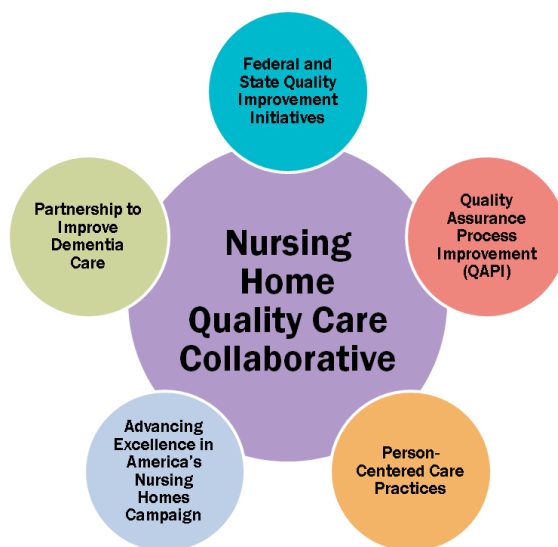 Federal and
State Quality
Improvement
Initiatives
Partnership to
Improve
Dementia
Care
Quality
Assurance
Process
Improvement
(QAPI)
Nursing
Home
Quality Care
Collaborative
Advancing
Excellence in
America's
Nursing
Homes
Campaign
Person-
Centered Care
Practices